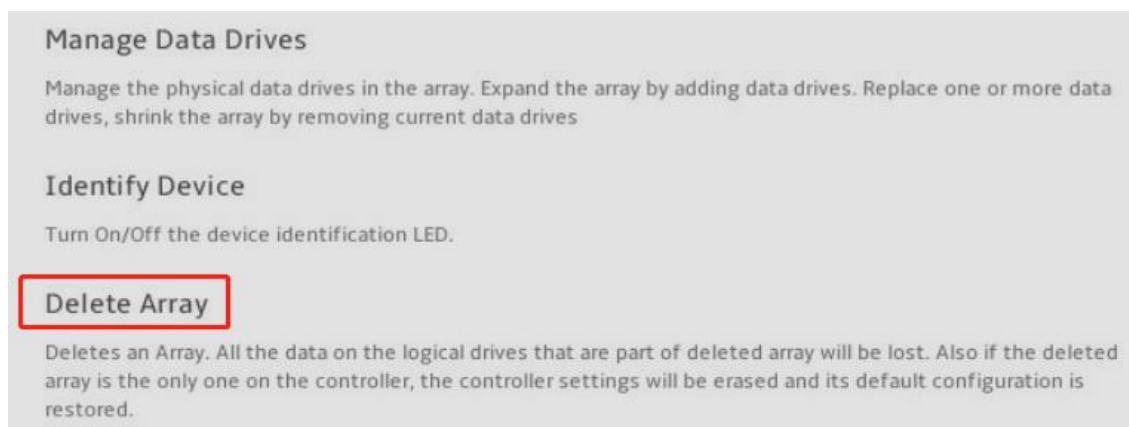 Manage Data Drives
Manage the physical data drives in the array. Expand the array by adding data drives. Replace one or more data
drives, shrink the array by removing current data drives
Identify Device
Turn On/Off the device identification LED.
Delete Array
Deletes an Array. All the data on the logical drives that are part of deleted array will be lost. Also if the deleted
array is the only one on the controller, the controller settings will be erased and its default configuration is
restored.